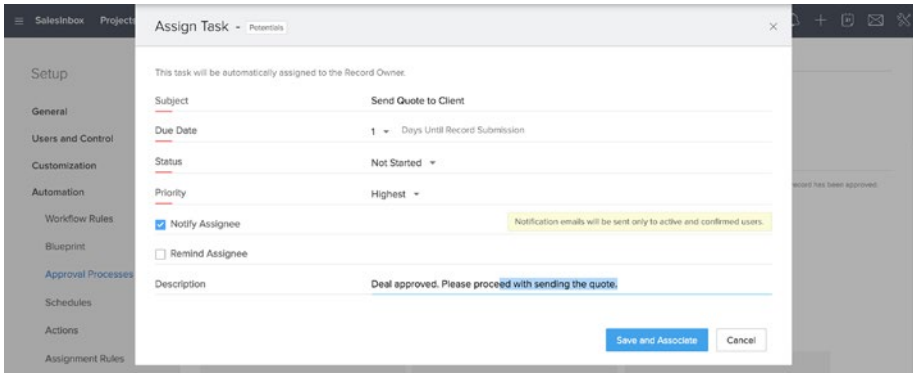 SalesInbox Projects
Assign Task - Potentials
Setup
This task will be automatically assigned to the Record Owner.
Subject Send Quote to Client
General
Due Date 1 Days Until Record Submission
Users and Control
Status Not Started
Customization
Automation
Priority Highest
record has been approved.
Workflow Rules
Notify Assignee Notification emails will be sent only to active and confirmed users.
Blueprint
Remind Assignee
Approval Processes
Description Deal approved. Please proceed with sending the quote.
Schedules
Actions
Save and Associate Cancel
Assignment Rules